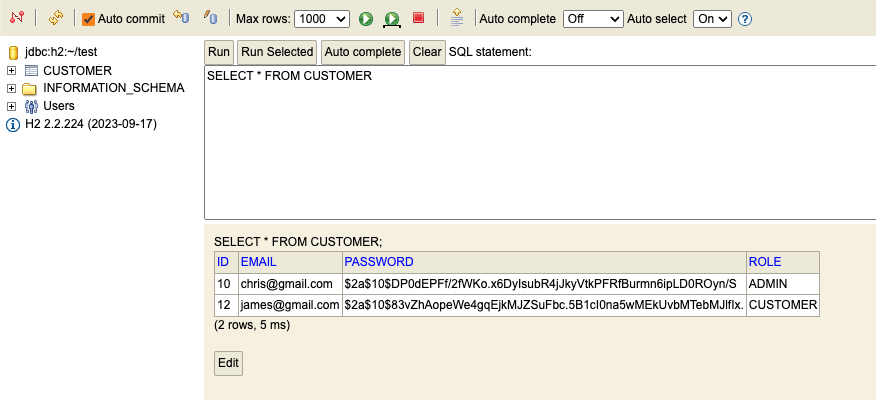 Auto commit Max rows: 1000 Auto complete Off Auto select On
jdbc:h2:~/test
CUSTOMER
INFORMATION_SCHEMA
Users
H2 2.2.224 (2023-09-17)
Run Run Selected Auto complete Clear SQL statement:
SELECT * FROM CUSTOMER
SELECT * FROM CUSTOMER;
ID EMAIL PASSWORD ROLE
10 chris@gmail.com $2a$10$DP0dEPFf/2fWKo.x6DyIsubR4jJkyVtkPFRfBurmn6ipLD0ROyn/S ADMIN
12 james@gmail.com $2a$10$83vZhAopeWe4gqEjkMJZSuFbc.5B1cI0na5wMEkUvbMTebMJlfIx. CUSTOMER
(2 rows, 5 ms)
Edit